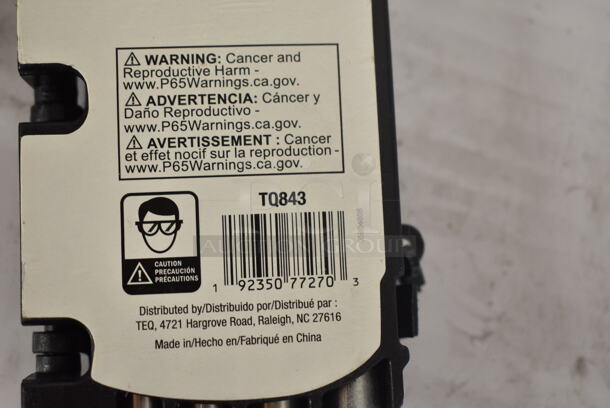 ⚠ WARNING: Cancer and
Reproductive Harm -
www.P65Warnings.ca.gov.
⚠ ADVERTENCIA: Cáncer y
Daño Reproductivo -
www.P65Warnings.ca.gov.
⚠ AVERTISSEMENT : Cancer
et effet nocif sur la reproduction -
www.P65Warnings.ca.gov.
TQ843
CAUTION
PRECAUCIÓN
PRÉCAUTIONS
1 92350 77270 3
AUCTION GROUP
Distributed by/Distribuido por/Distribué par :
TEQ, 4721 Hargrove Road, Raleigh, NC 27616
Made in/Hecho en/Fabriqué en China